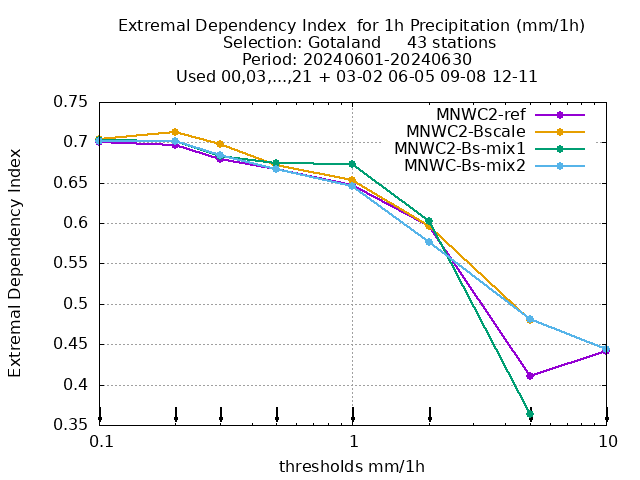 Extremal Dependency Index  for 1h Precipitation (mm/1h)
Selection: Gotaland     43 stations
Period: 20240601-20240630
Used 00,03,...,21 + 03-02 06-05 09-08 12-11
MNWC2-ref
MNWC2-Bscale
MNWC2-Bs-mix1
MNWC-Bs-mix2
Extremal Dependency Index
0.75
0.7
0.65
0.6
0.55
0.5
0.45
0.4
0.35
0.1 1 10
thresholds mm/1h